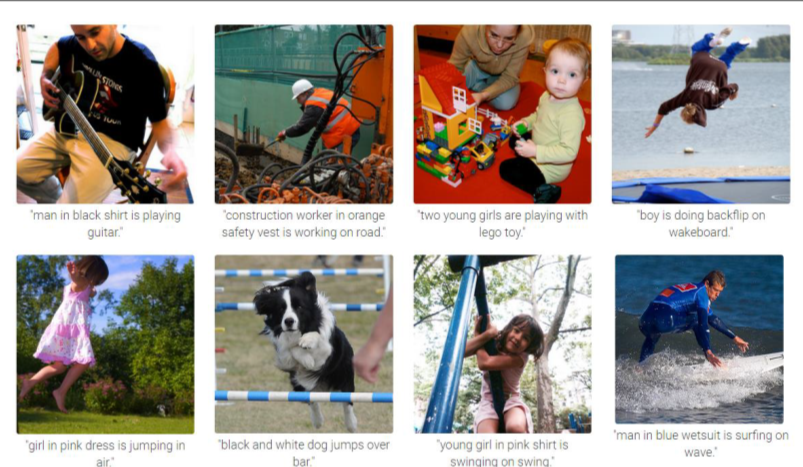 "man in black shirt is playing
guitar."
"construction worker in orange
safety vest is working on road."
"two young girls are playing with
lego toy."
"boy is doing backflip on
wakeboard."
"girl in pink dress is jumping in
air."
"black and white dog jumps over
bar."
"young girl in pink shirt is
swinging on swing."
"man in blue wetsuit is surfing on
wave."